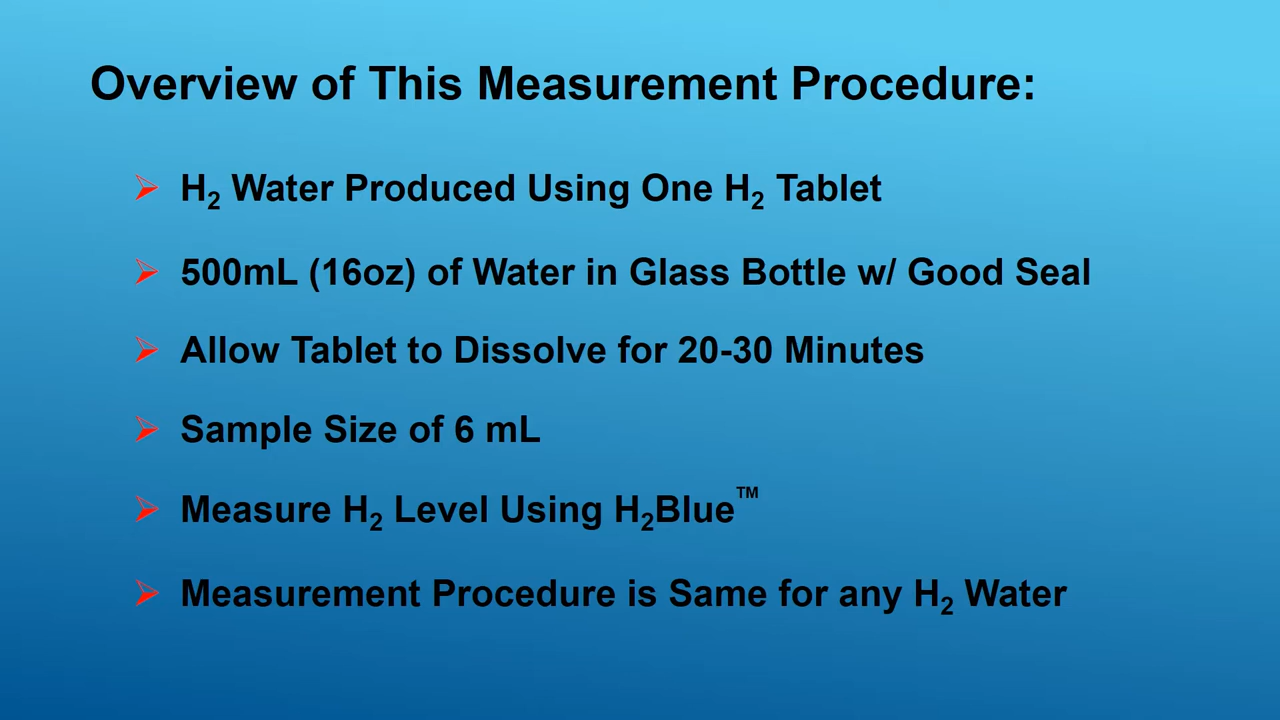 Overview of This Measurement Procedure:
H₂ Water Produced Using One H₂ Tablet
500mL (16oz) of Water in Glass Bottle w/ Good Seal
Allow Tablet to Dissolve for 20-30 Minutes
Sample Size of 6 mL
Measure H₂ Level Using H₂Blue™
Measurement Procedure is Same for any H₂ Water